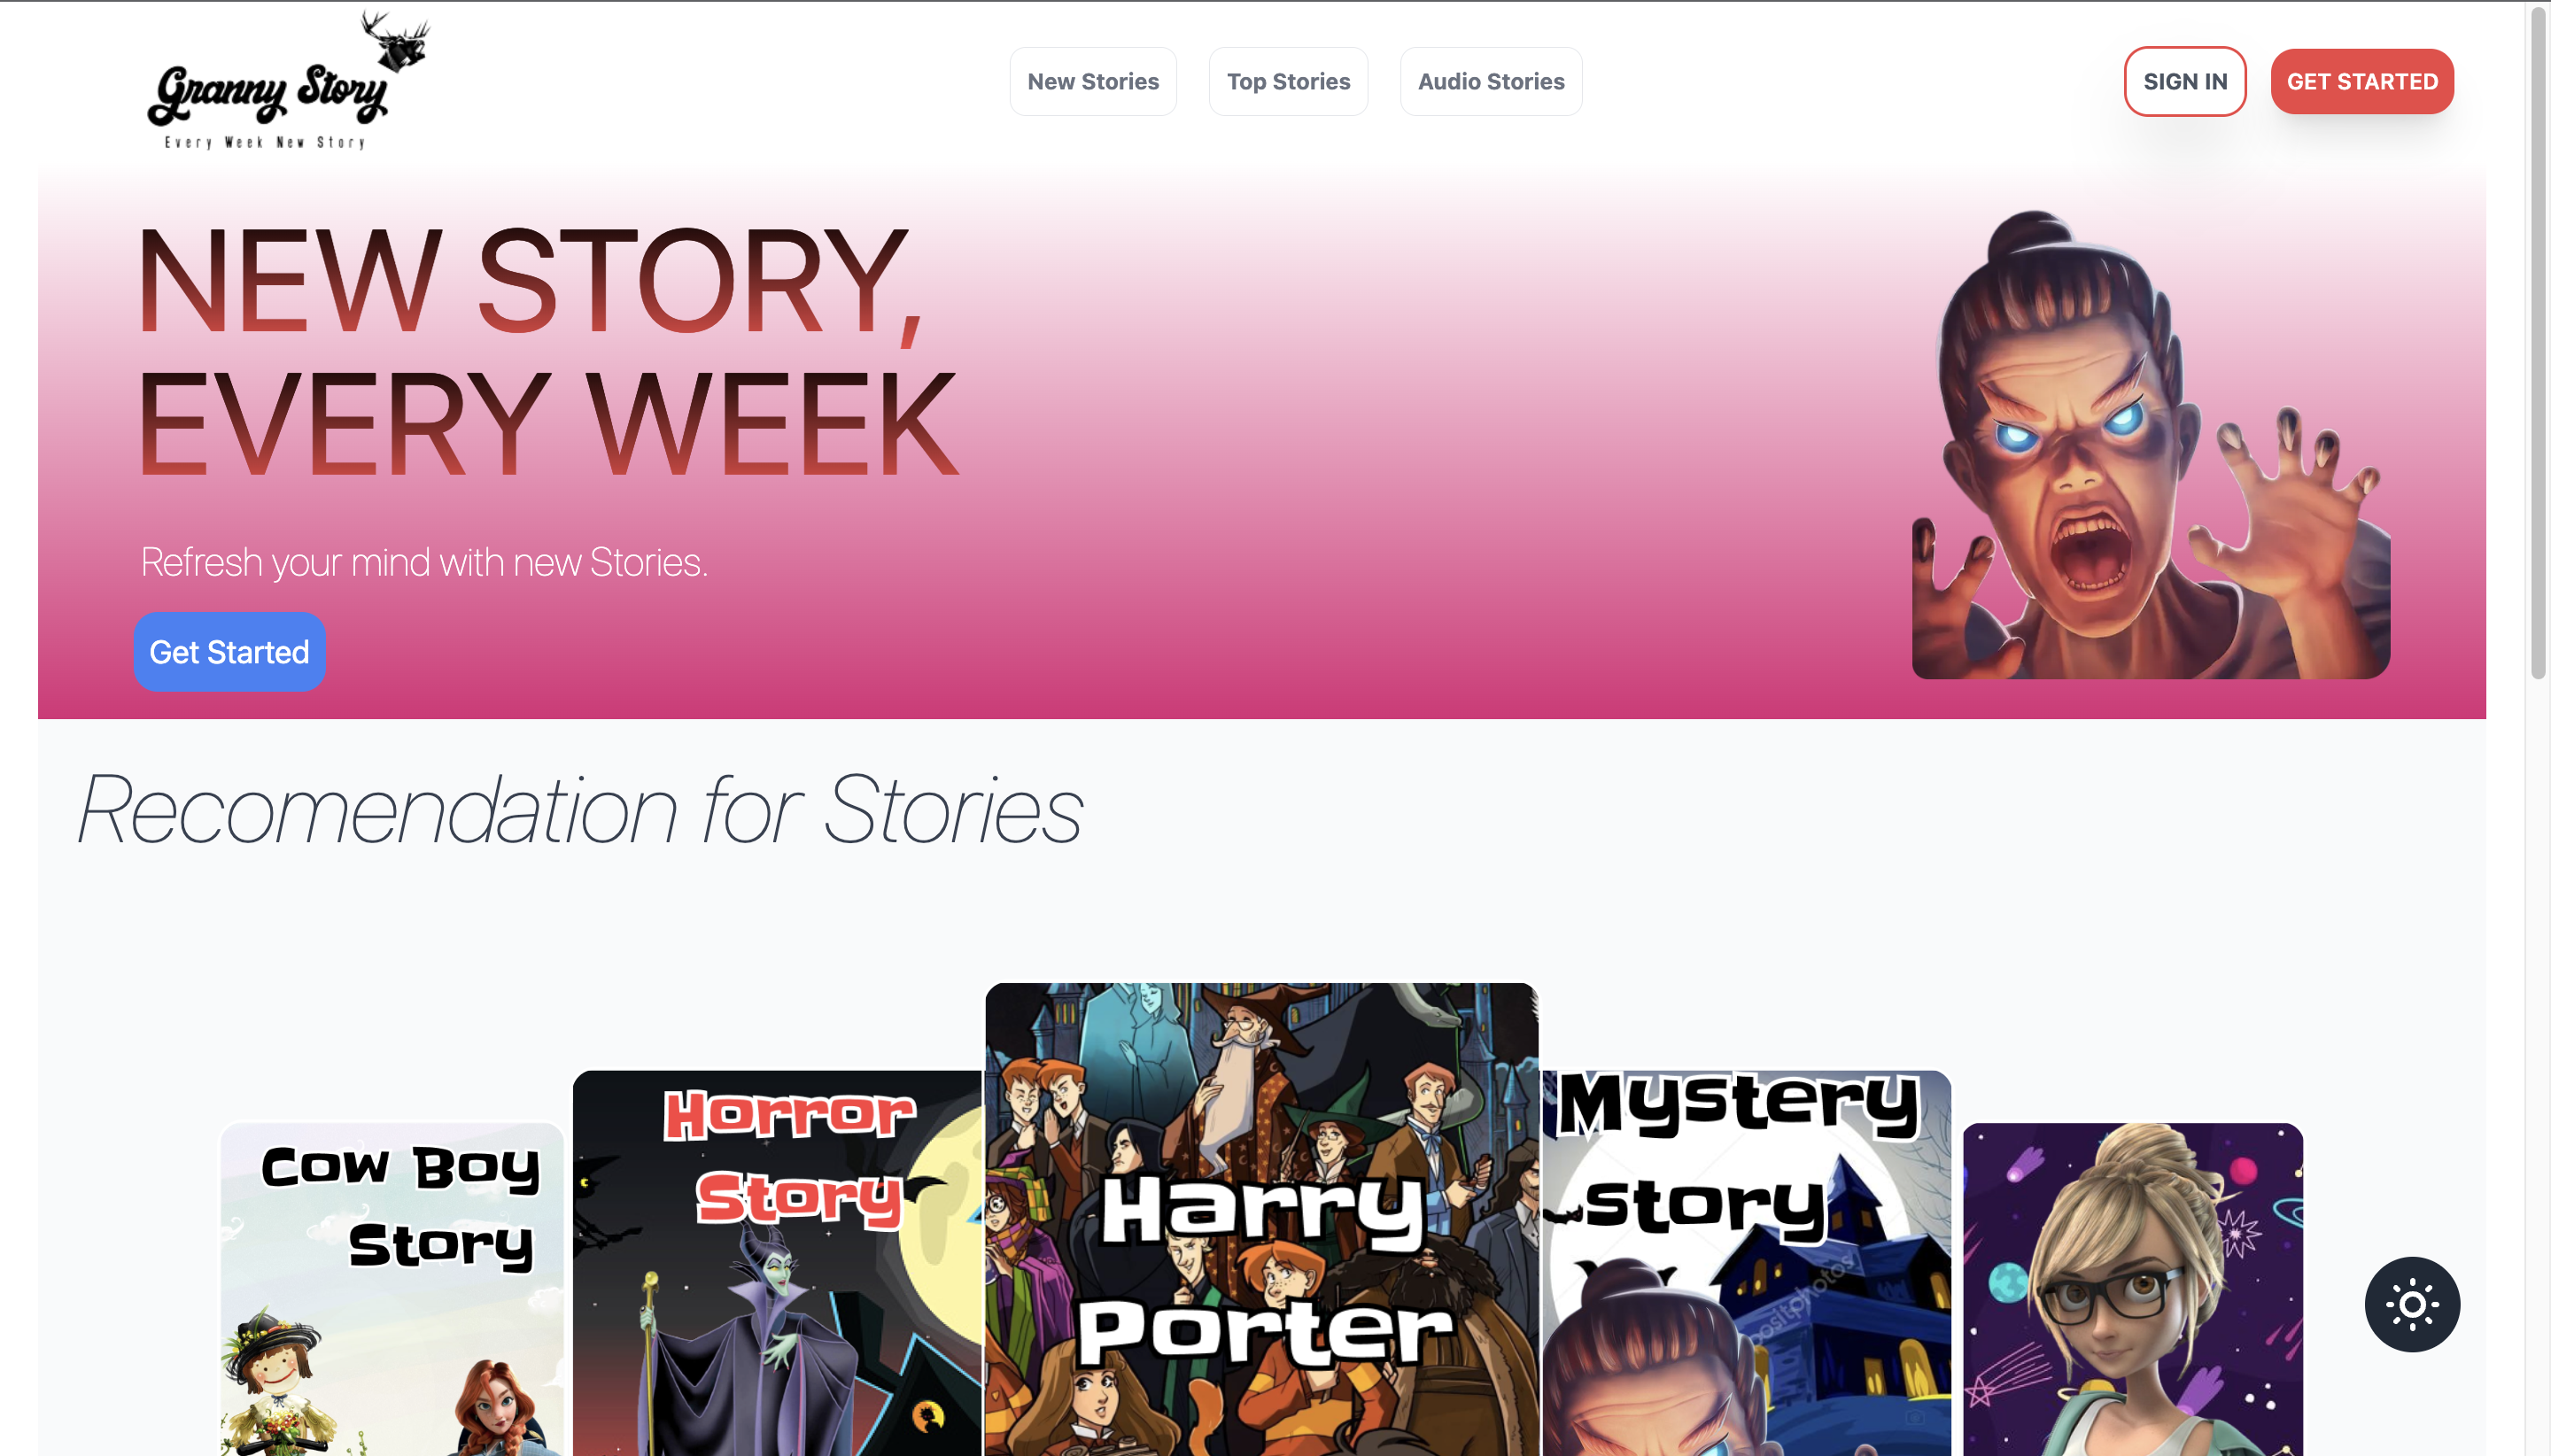 Granny Story
Every Week New Story
New Stories
Top Stories
Audio Stories
SIGN IN
GET STARTED
NEW STORY,
EVERY WEEK
Refresh your mind with new Stories.
Get Started
Recomendation for Stories
Cow Boy
Story
Horror
Story
Harry
Porter
Mystery
story